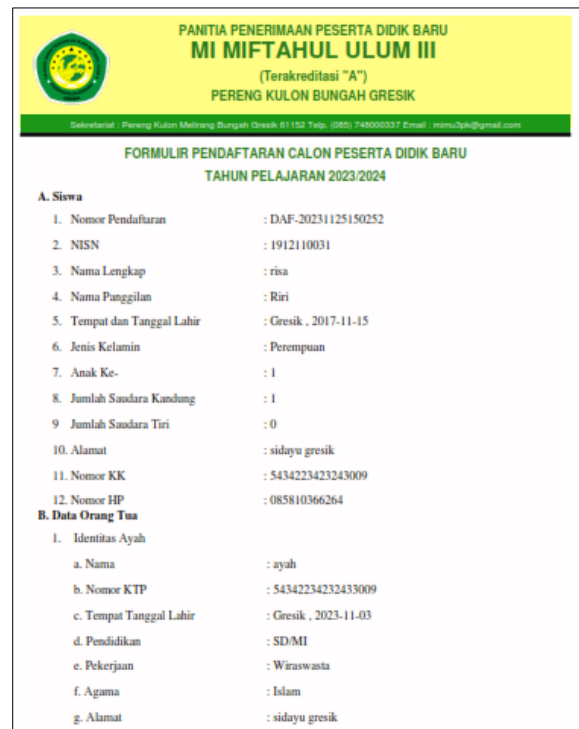 PANITIA PENERIMAAN PESERTA DIDIK BARU
MI MIFTAHUL ULUM III
(Terakreditasi "A")
PERENG KULON BUNGAH GRESIK
Sekretariat : Pereng Kulon Melirang Bungah Gresik 61152 Telp. (085) 748000337 Email : mimu3pk@gmail.com
FORMULIR PENDAFTARAN CALON PESERTA DIDIK BARU
TAHUN PELAJARAN 2023/2024
A. Siswa
1. Nomor Pendaftaran : DAF-20231125150252
2. NISN : 1912110031
3. Nama Lengkap : risa
4. Nama Panggilan : Riri
5. Tempat dan Tanggal Lahir : Gresik , 2017-11-15
6. Jenis Kelamin : Perempuan
7. Anak Ke- : 1
8. Jumlah Saudara Kandung : 1
9 Jumlah Saudara Tiri : 0
10. Alamat : sidayu gresik
11. Nomor KK : 5434223423243009
12. Nomor HP : 085810366264
B. Data Orang Tua
1. Identitas Ayah
a. Nama : ayah
b. Nomor KTP : 54342234232433009
c. Tempat Tanggal Lahir : Gresik , 2023-11-03
d. Pendidikan : SD/MI
e. Pekerjaan : Wiraswasta
f. Agama : Islam
g. Alamat : sidayu gresik